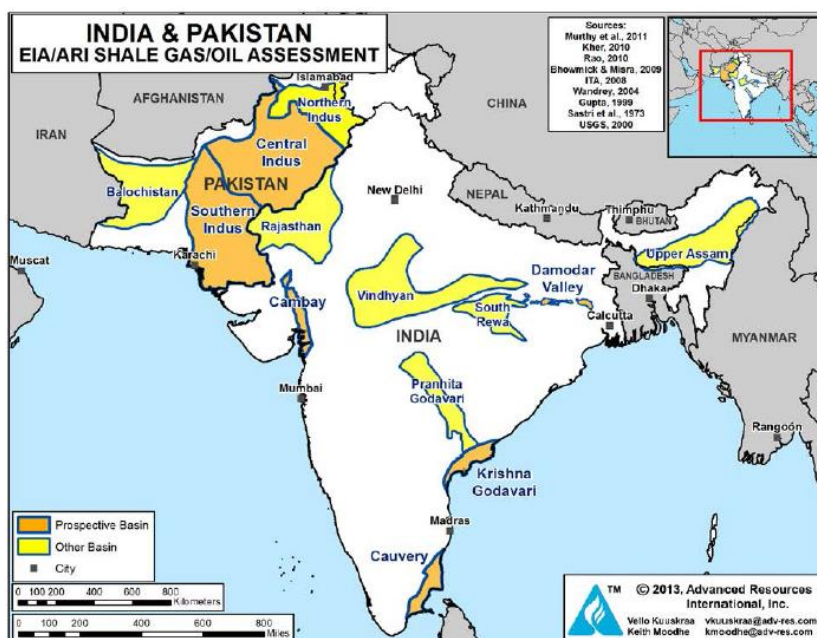 INDIA & PAKISTAN
EIA/ARI SHALE GAS/OIL ASSESSMENT
Sources:
Murthy et al., 2011
Kher, 2010
Rao, 2010
Bhowmick & Misra, 2009
ITA, 2008
Wandrey, 2004
Gupta, 1999
Sastri et al., 1973
USGS, 2000
Islamabad
AFGHANISTAN
Northern
Indus
CHINA
IRAN
Central
Indus
Balochistan
PAKISTAN
New Delhi
NEPAL
Southern
Indus
Rajasthan
Kathmandu
Thimphu
BHUTAN
Muscat
Karachi
Upper Assam
BANGLADESH
Dhaka
Cambay
Vindhyan
Damodar
Valley
South
Rewa
Calcutta
INDIA
MYANMAR
Mumbai
Pranhita
Godavari
Rangoon
Krishna
Godavari
Madras
Cauvery
Prospective Basin
Other Basin
City
0 100 200 400 600 800
Kilometers
0 100 200 400 600 800
Miles
TM
© 2013, Advanced Resources
International, Inc.
Vello Kuuskraa vkuuskraa@adv-res.com
Keith Moodhe kmoodhe@adv-res.com